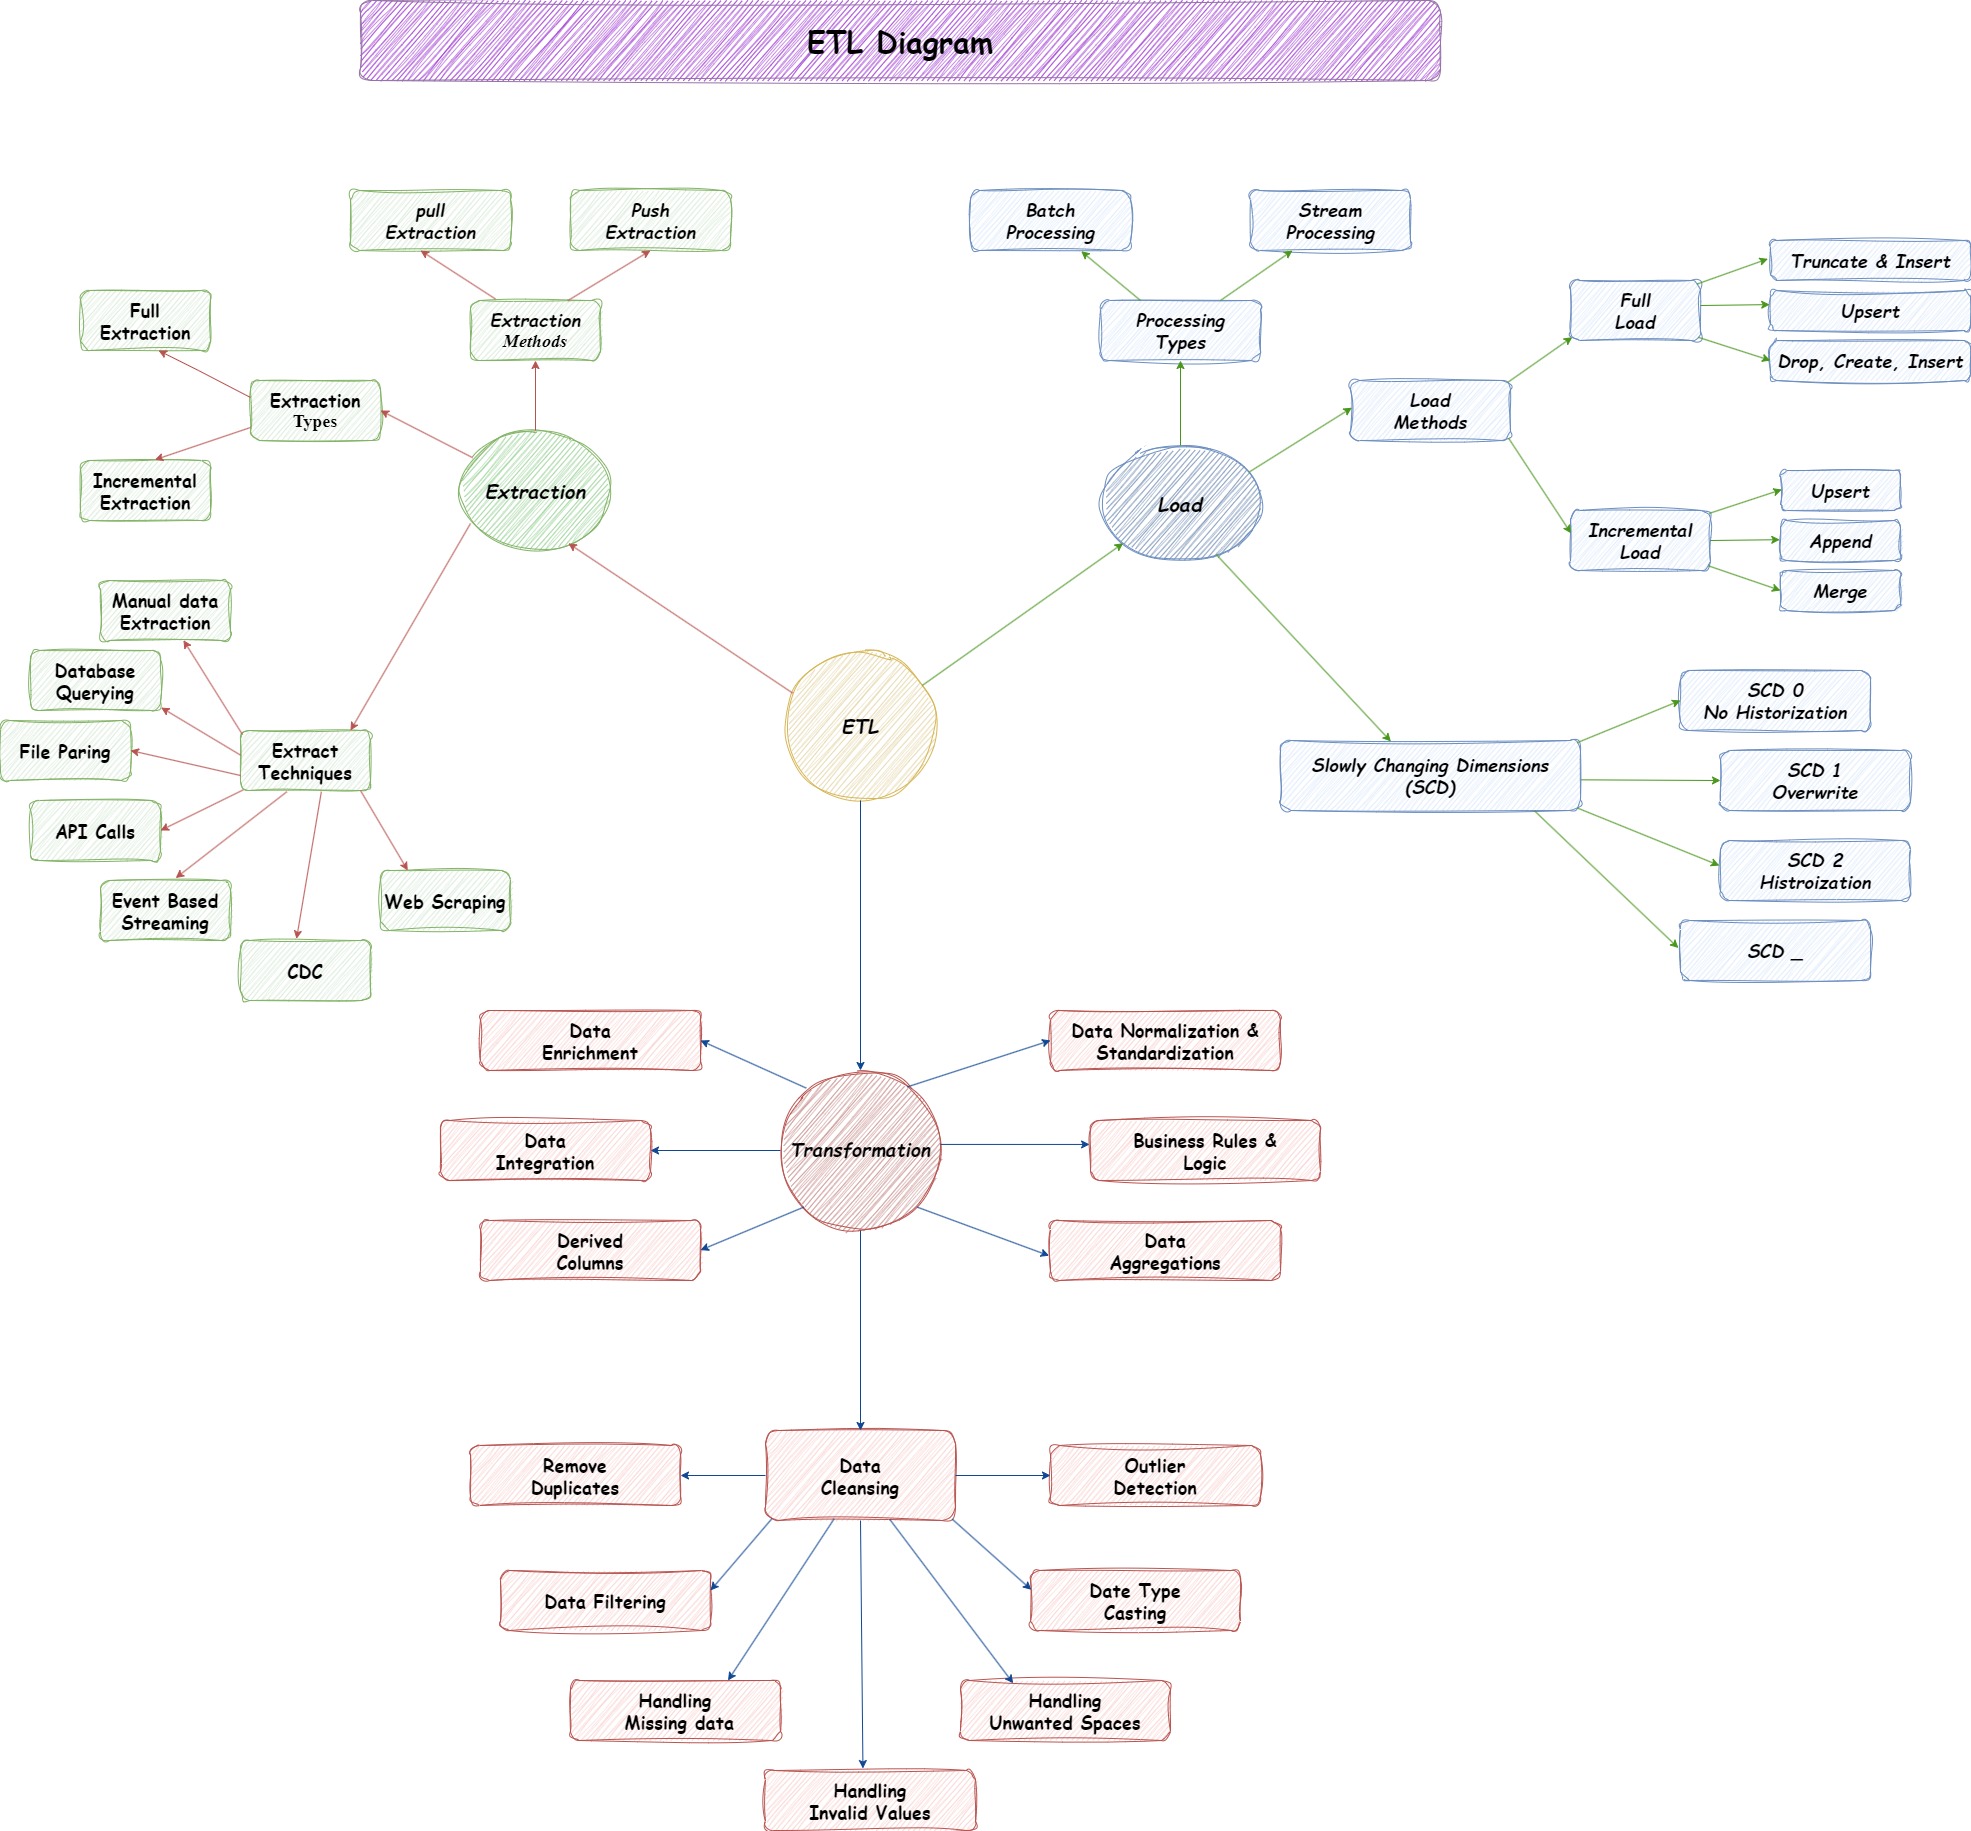 ETL Diagram
pull
Extraction
Push
Extraction
Extraction
Methods
Full
Extraction
Extraction
Types
Incremental
Extraction
Extraction
Manual data
Extraction
Database
Querying
File Paring
Extract
Techniques
API Calls
Event Based
Streaming
CDC
Web Scraping
Batch
Processing
Stream
Processing
Processing
Types
Load
Load
Methods
Full
Load
Truncate & Insert
Upsert
Drop, Create, Insert
Incremental
Load
Upsert
Append
Merge
Slowly Changing Dimensions
(SCD)
SCD 0
No Historization
SCD 1
Overwrite
SCD 2
Histroization
SCD _
ETL
Data
Enrichment
Data Normalization &
Standardization
Data
Integration
Transformation
Business Rules &
Logic
Derived
Columns
Data
Aggregations
Remove
Duplicates
Data
Cleansing
Outlier
Detection
Data Filtering
Date Type
Casting
Handling
Missing data
Handling
Unwanted Spaces
Handling
Invalid Values